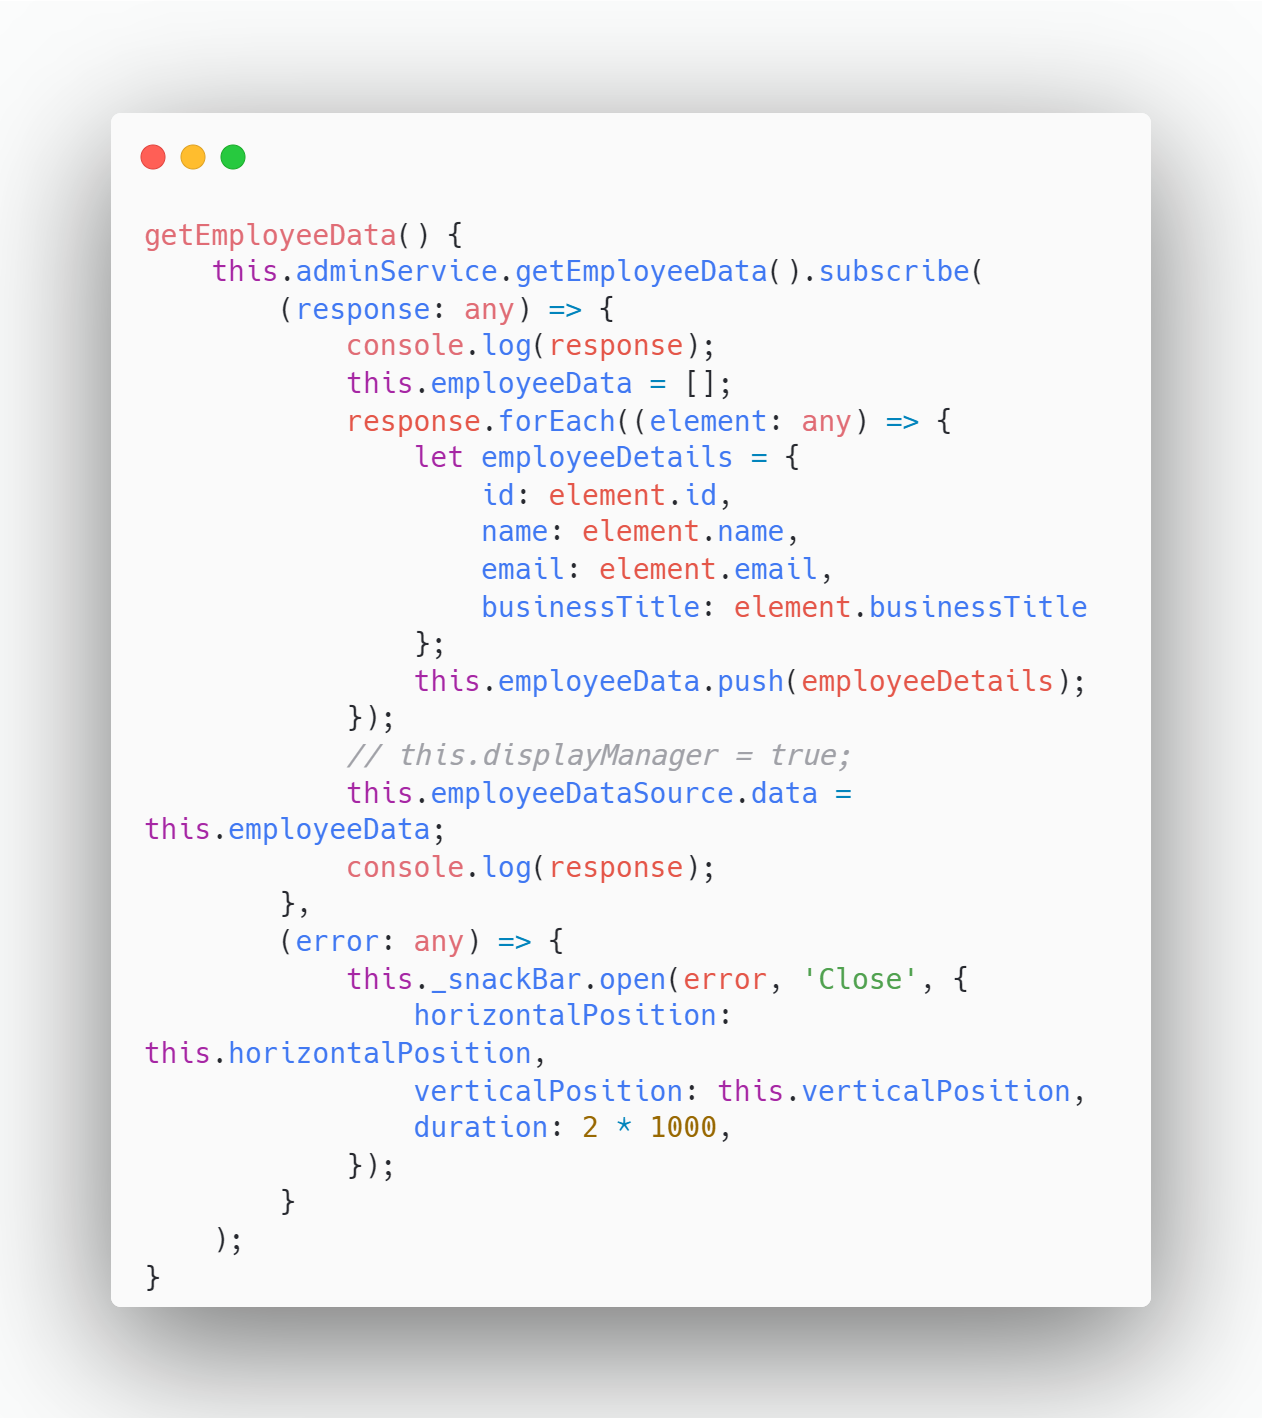 getEmployeeData() {
    this.adminService.getEmployeeData().subscribe(
        (response: any) => {
            console.log(response);
            this.employeeData = [];
            response.forEach((element: any) => {
                let employeeDetails = {
                    id: element.id,
                    name: element.name,
                    email: element.email,
                    businessTitle: element.businessTitle
                };
                this.employeeData.push(employeeDetails);
            });
            // this.displayManager = true;
            this.employeeDataSource.data =
this.employeeData;
            console.log(response);
        },
        (error: any) => {
            this._snackBar.open(error, 'Close', {
                horizontalPosition:
this.horizontalPosition,
                verticalPosition: this.verticalPosition,
                duration: 2 * 1000,
            });
        }
    );
}